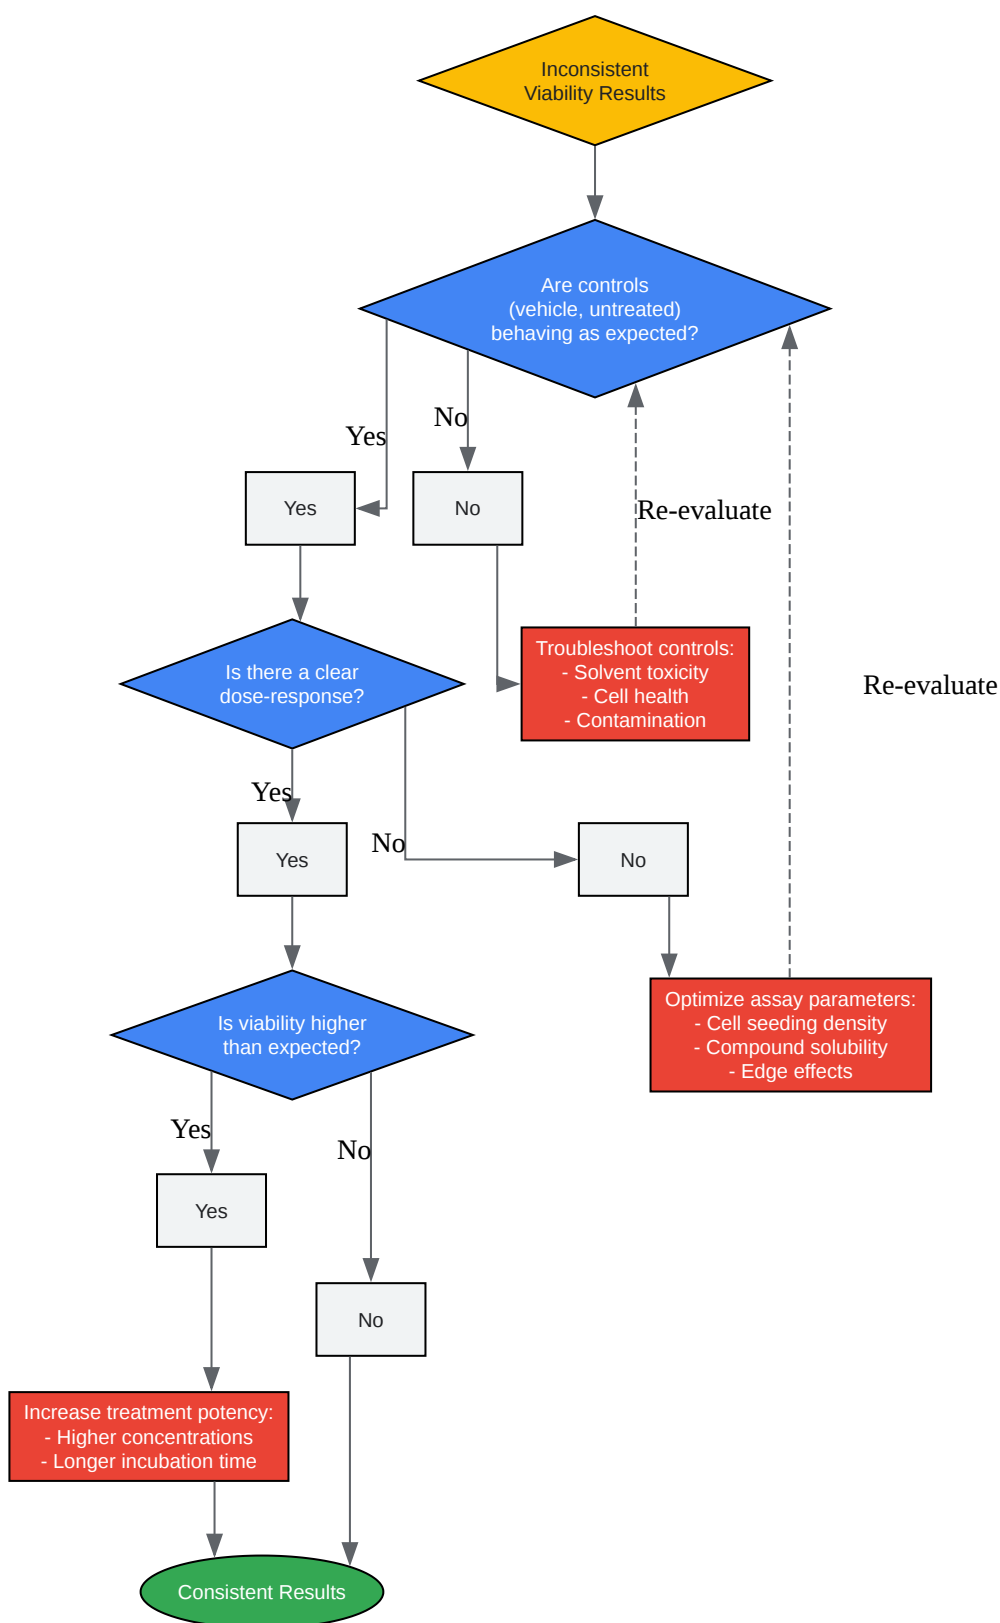 Inconsistent
Viability Results
Are controls
(vehicle, untreated)
behaving as expected?
Yes
No
Yes
No
Re-evaluate
Is there a clear
dose-response?
Troubleshoot controls:
- Solvent toxicity
- Cell health
- Contamination
Re-evaluate
Yes
No
Yes
No
Is viability higher
than expected?
Optimize assay parameters:
- Cell seeding density
- Compound solubility
- Edge effects
Yes
No
Yes
No
Increase treatment potency:
- Higher concentrations
- Longer incubation time
Consistent Results